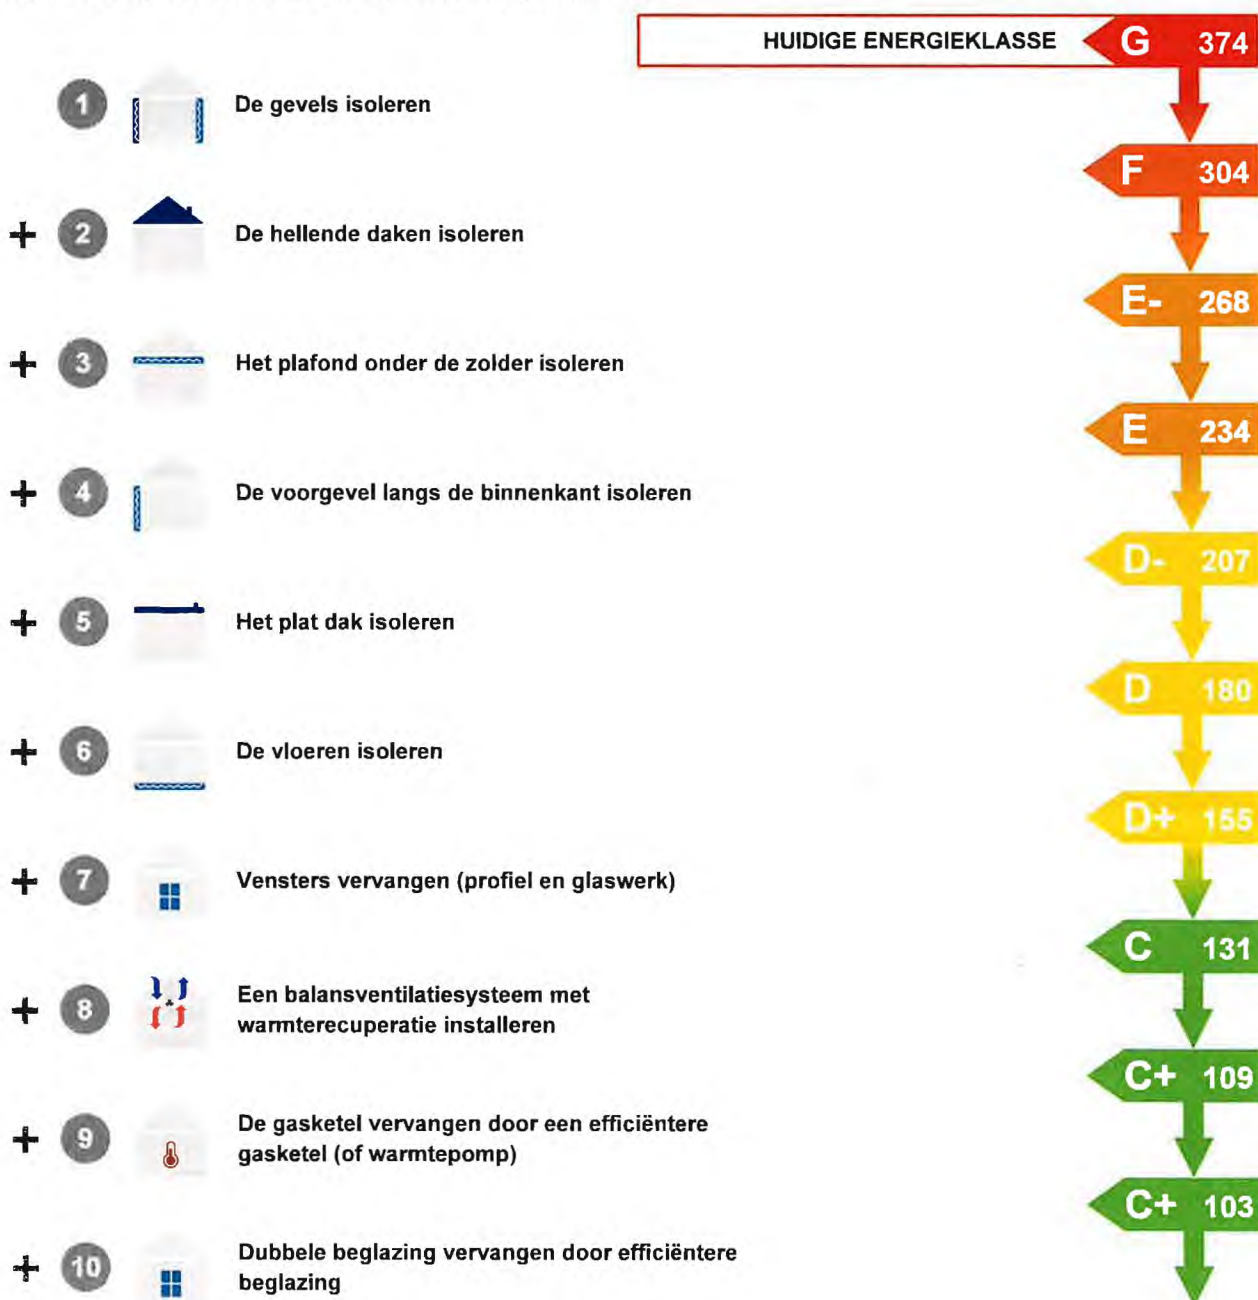 HUIDIGE ENERGIEKLASSE G 374
1 De gevels isoleren
F 304
+ 2 De hellende daken isoleren
E- 268
+ 3 Het plafond onder de zolder isoleren
E 234
+ 4 De voorgevel langs de binnenkant isoleren
D- 207
+ 5 Het plat dak isoleren
D 180
+ 6 De vloeren isoleren
D+ 155
+ 7 Vensters vervangen (profiel en glaswerk)
C 131
+ 8 Een balansventilatiesysteem met
warmterecuperatie installeren
C+ 109
+ 9 De gasketel vervangen door een efficiëntere
gasketel (of warmtepomp)
C+ 103
+ 10 Dubbele beglazing vervangen door efficiëntere
beglazing